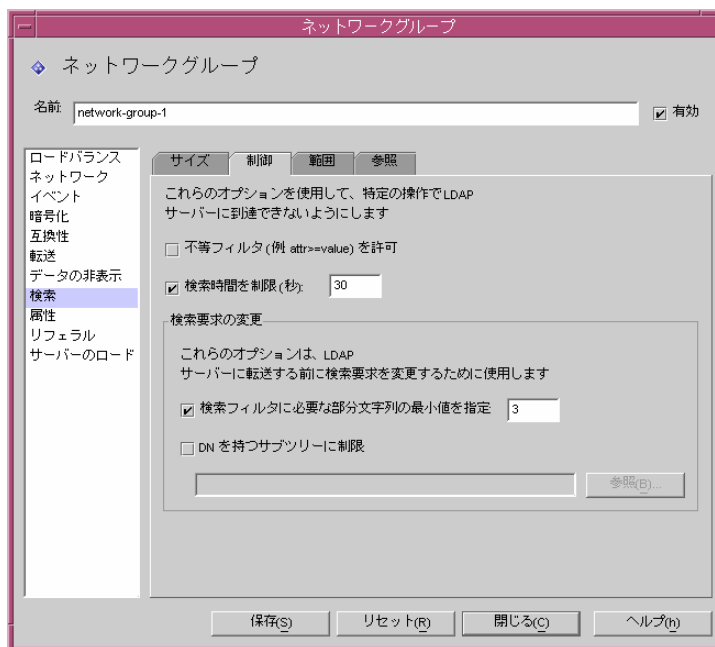 ネットワークグループ
ネットワークグループ
名前: network-group-1 有効
ロードバランス
ネットワーク
イベント
暗号化
互換性
転送
データの非表示
検索
属性
リフェラル
サーバーのロード
サイズ 制御 範囲 参照
これらのオプションを使用して、特定の操作でLDAP
サーバーに到達できないようにします
不等フィルタ(例 attr>=value) を許可
検索時間を制限(秒): 30
検索要求の変更
これらのオプションは、LDAP
サーバーに転送する前に検索要求を変更するために使用します
検索フィルタに必要な部分文字列の最小値を指定 3
DN を持つサブツリーに制限
参照(B)...
保存(S) リセット(R) 閉じる(C) ヘルプ(h)